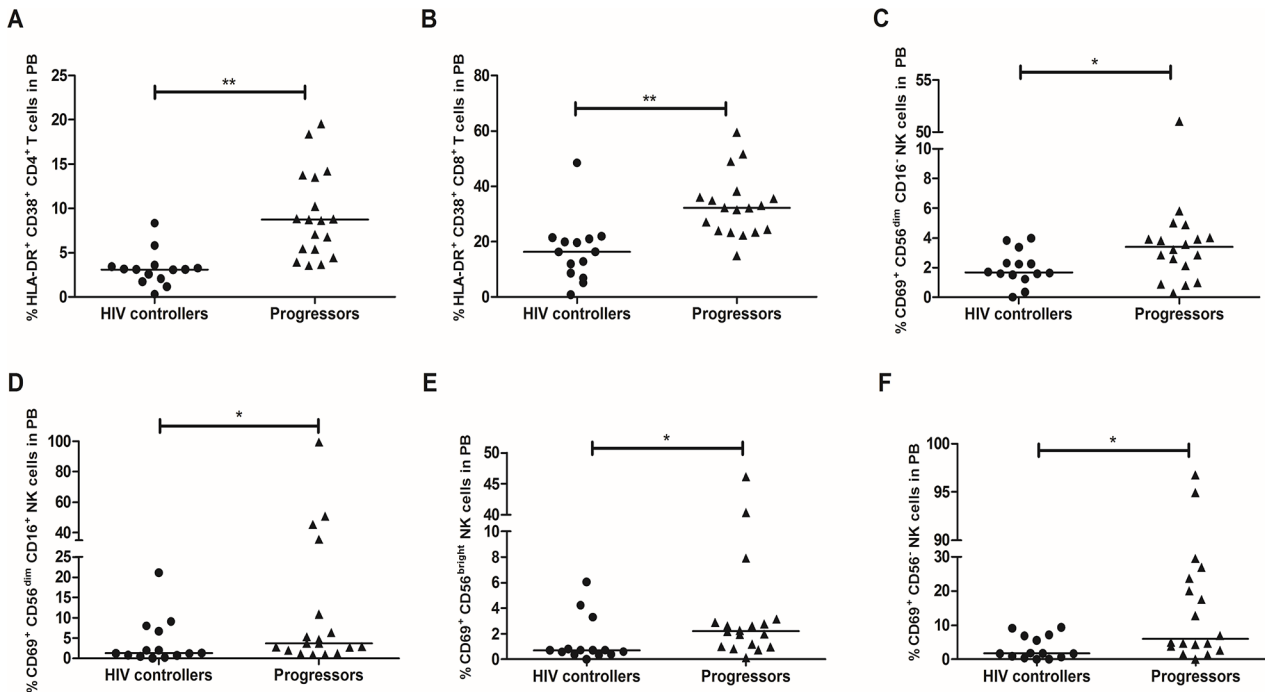 A
% HLA-DR⁺ CD38⁺ CD4⁺ T cells in PB
25
20
15
10
5
0
**
HIV controllers
Progressors
B
% HLA-DR⁺ CD38⁺ CD8⁺ T cells in PB
80
60
40
20
0
**
HIV controllers
Progressors
C
% CD69⁺ CD56ᵈⁱᵐ CD16⁻ NK cells in PB
55
50
10
8
6
4
2
0
*
HIV controllers
Progressors
D
% CD69⁺ CD56ᵈⁱᵐ CD16⁺ NK cells in PB
100
80
60
40
25
20
15
10
5
0
*
HIV controllers
Progressors
E
% CD69⁺ CD56ᵇʳⁱᵍʰᵗ NK cells in PB
50
45
40
10
8
6
4
2
0
*
HIV controllers
Progressors
F
% CD69⁺ CD56⁻ NK cells in PB
100
95
90
30
20
10
0
*
HIV controllers
Progressors